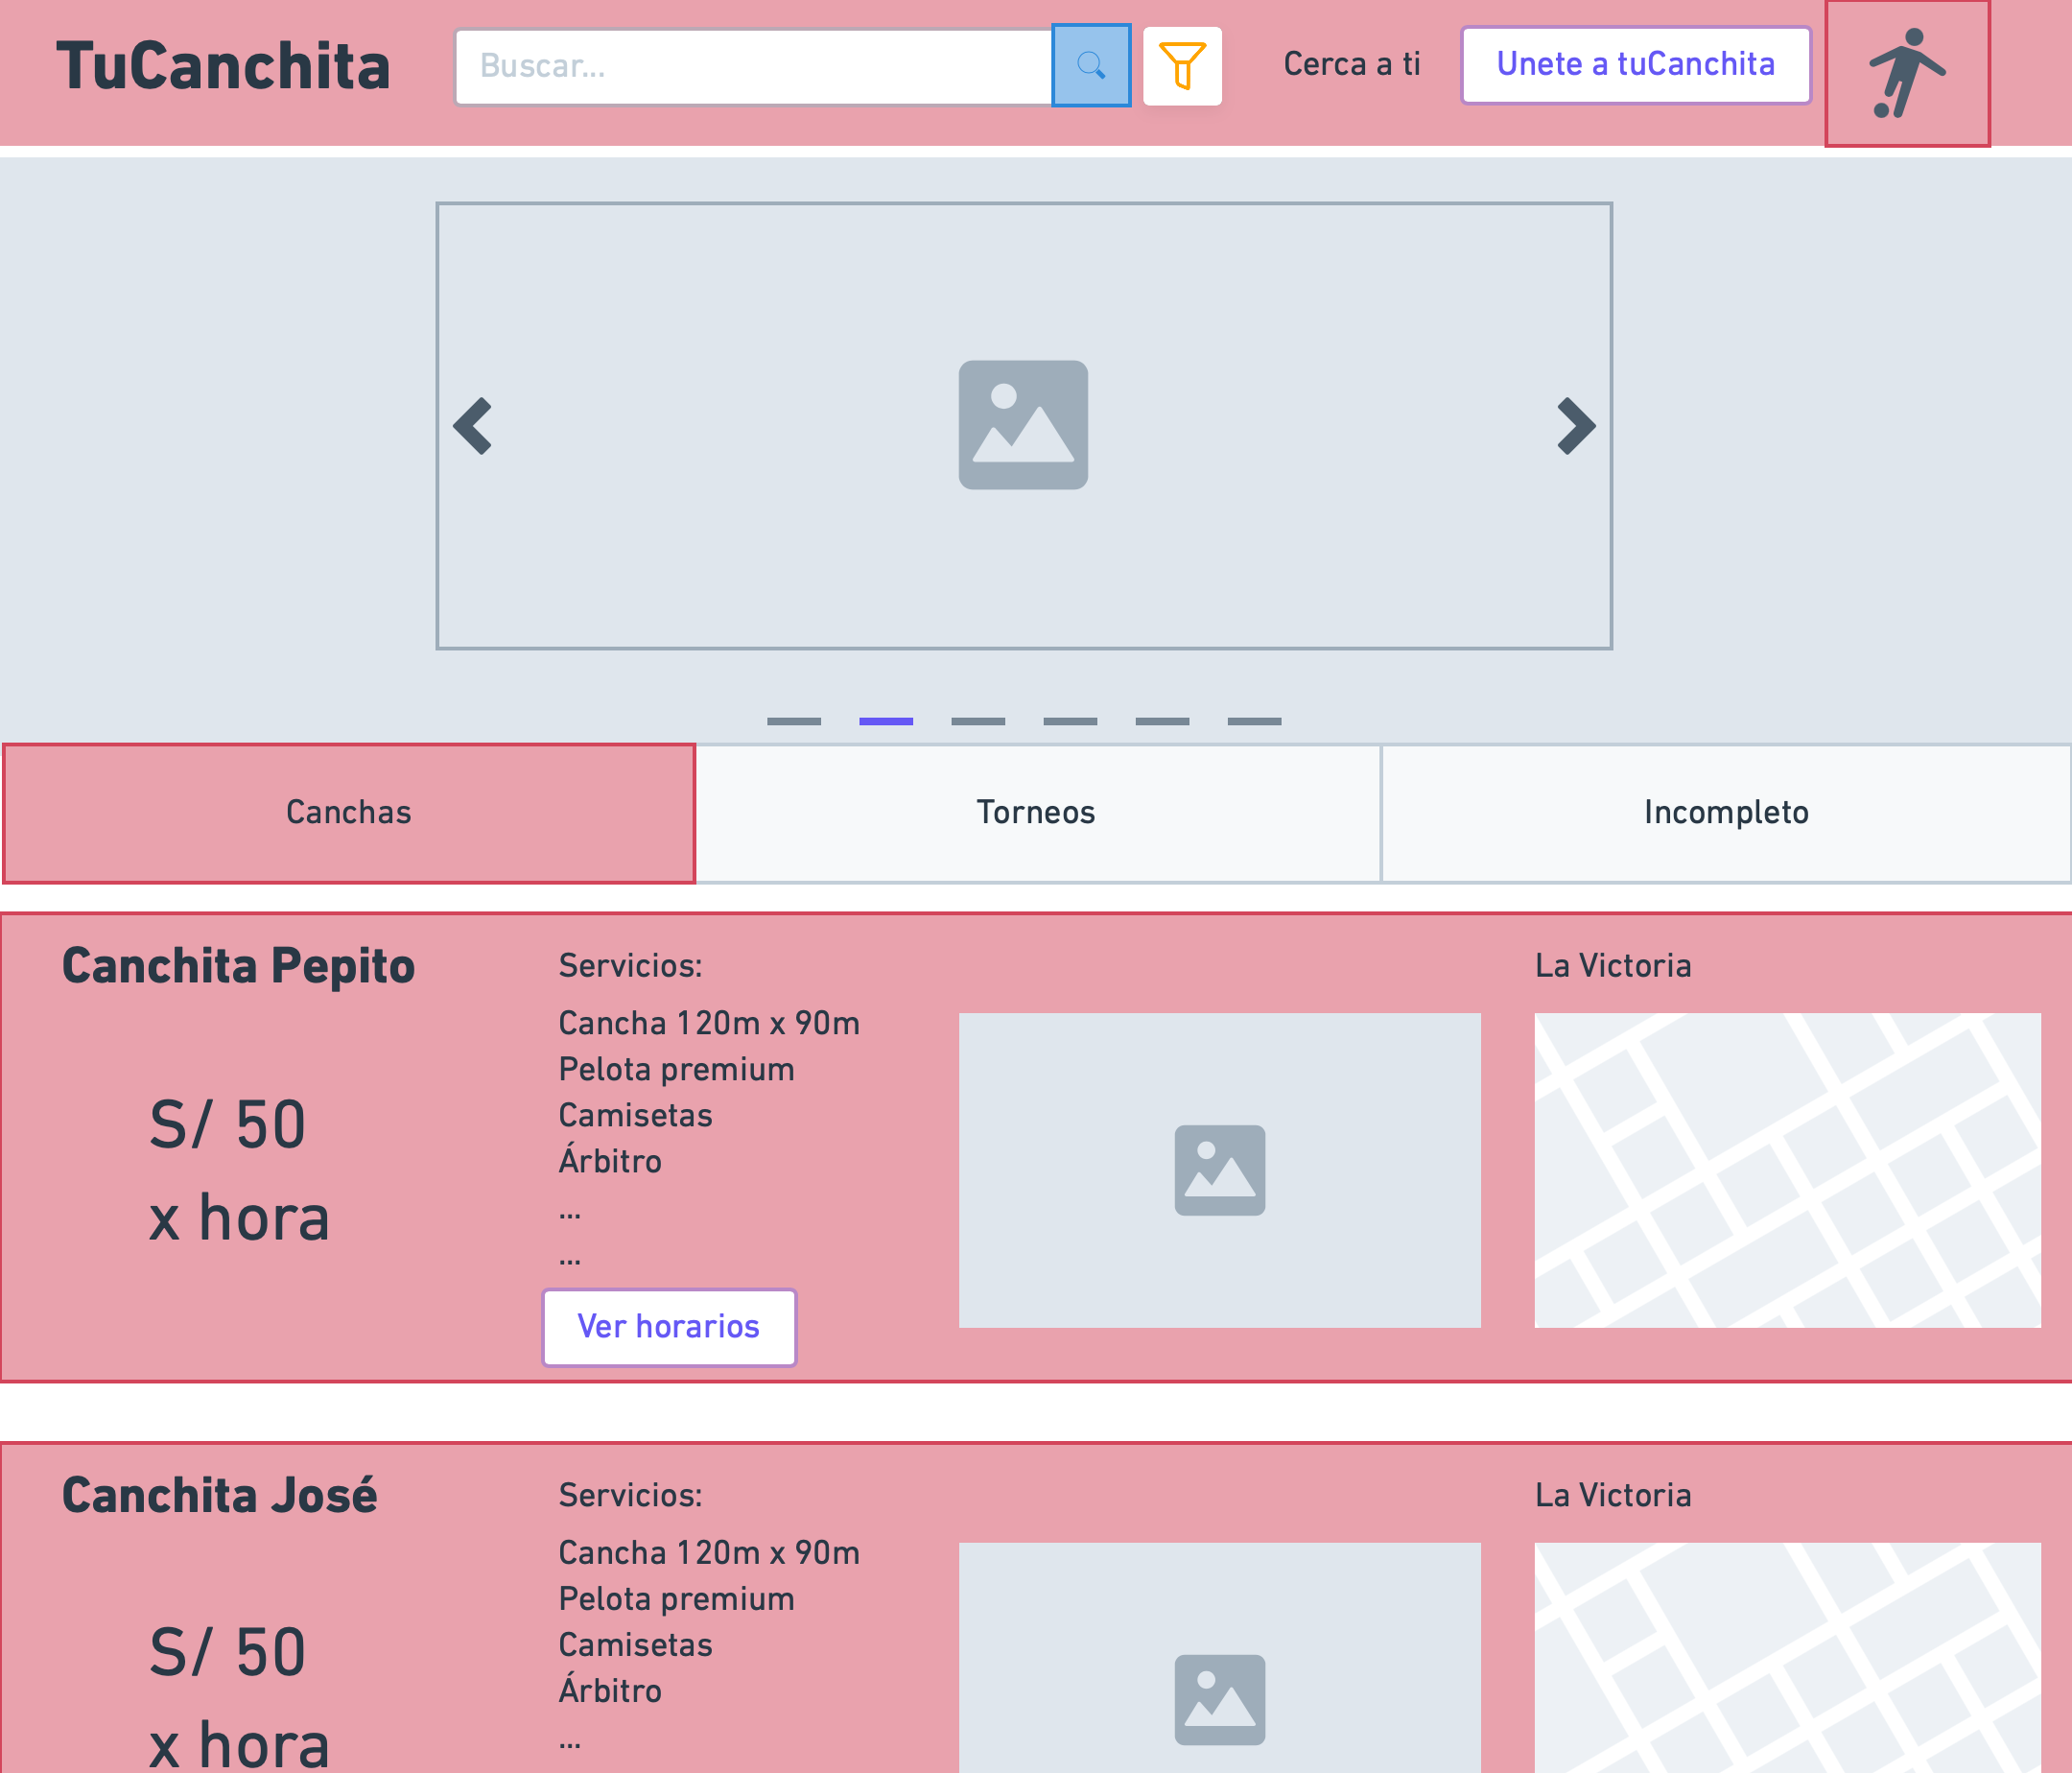 TuCanchita
Buscar...
Cerca a ti
Unete a tuCanchita
Canchas
Torneos
Incompleto
Canchita Pepito
S/ 50
x hora
Servicios:
Cancha 120m x 90m
Pelota premium
Camisetas
Árbitro
...
...
Ver horarios
La Victoria
Canchita José
S/ 50
x hora
Servicios:
Cancha 120m x 90m
Pelota premium
Camisetas
Árbitro
...
La Victoria